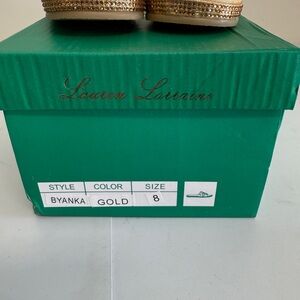 Lauren Lorraine
STYLE COLOR SIZE
BYANKA GOLD 8